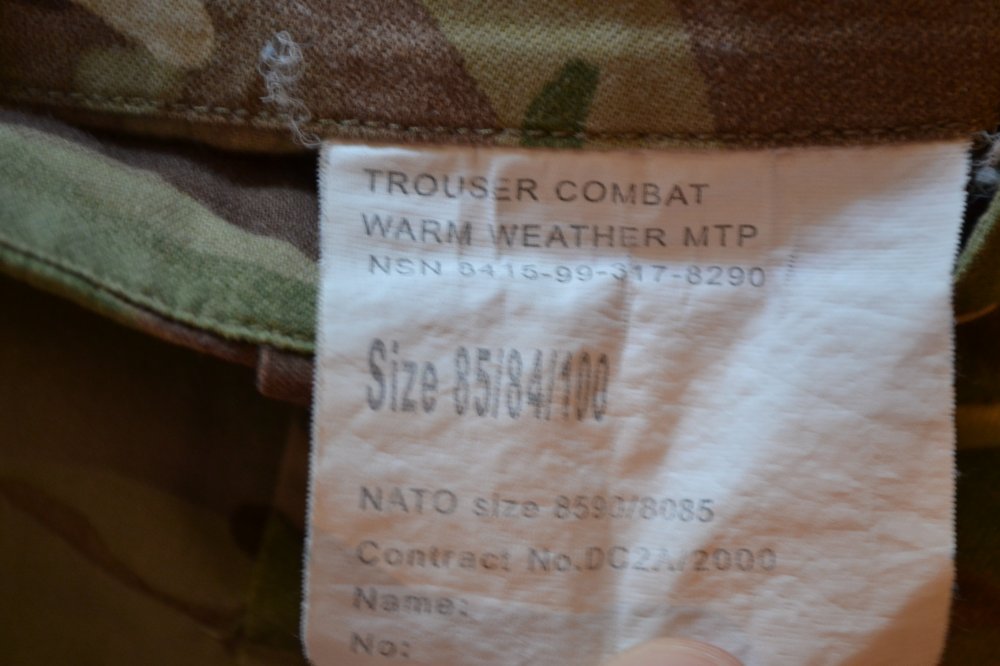 TROUSER COMBAT
WARM WEATHER MTP
NSN 8415-99-317-8290
Size 85/84/100
NATO size 8590/8085
Contract No.DC2A/2000
Name:
No: